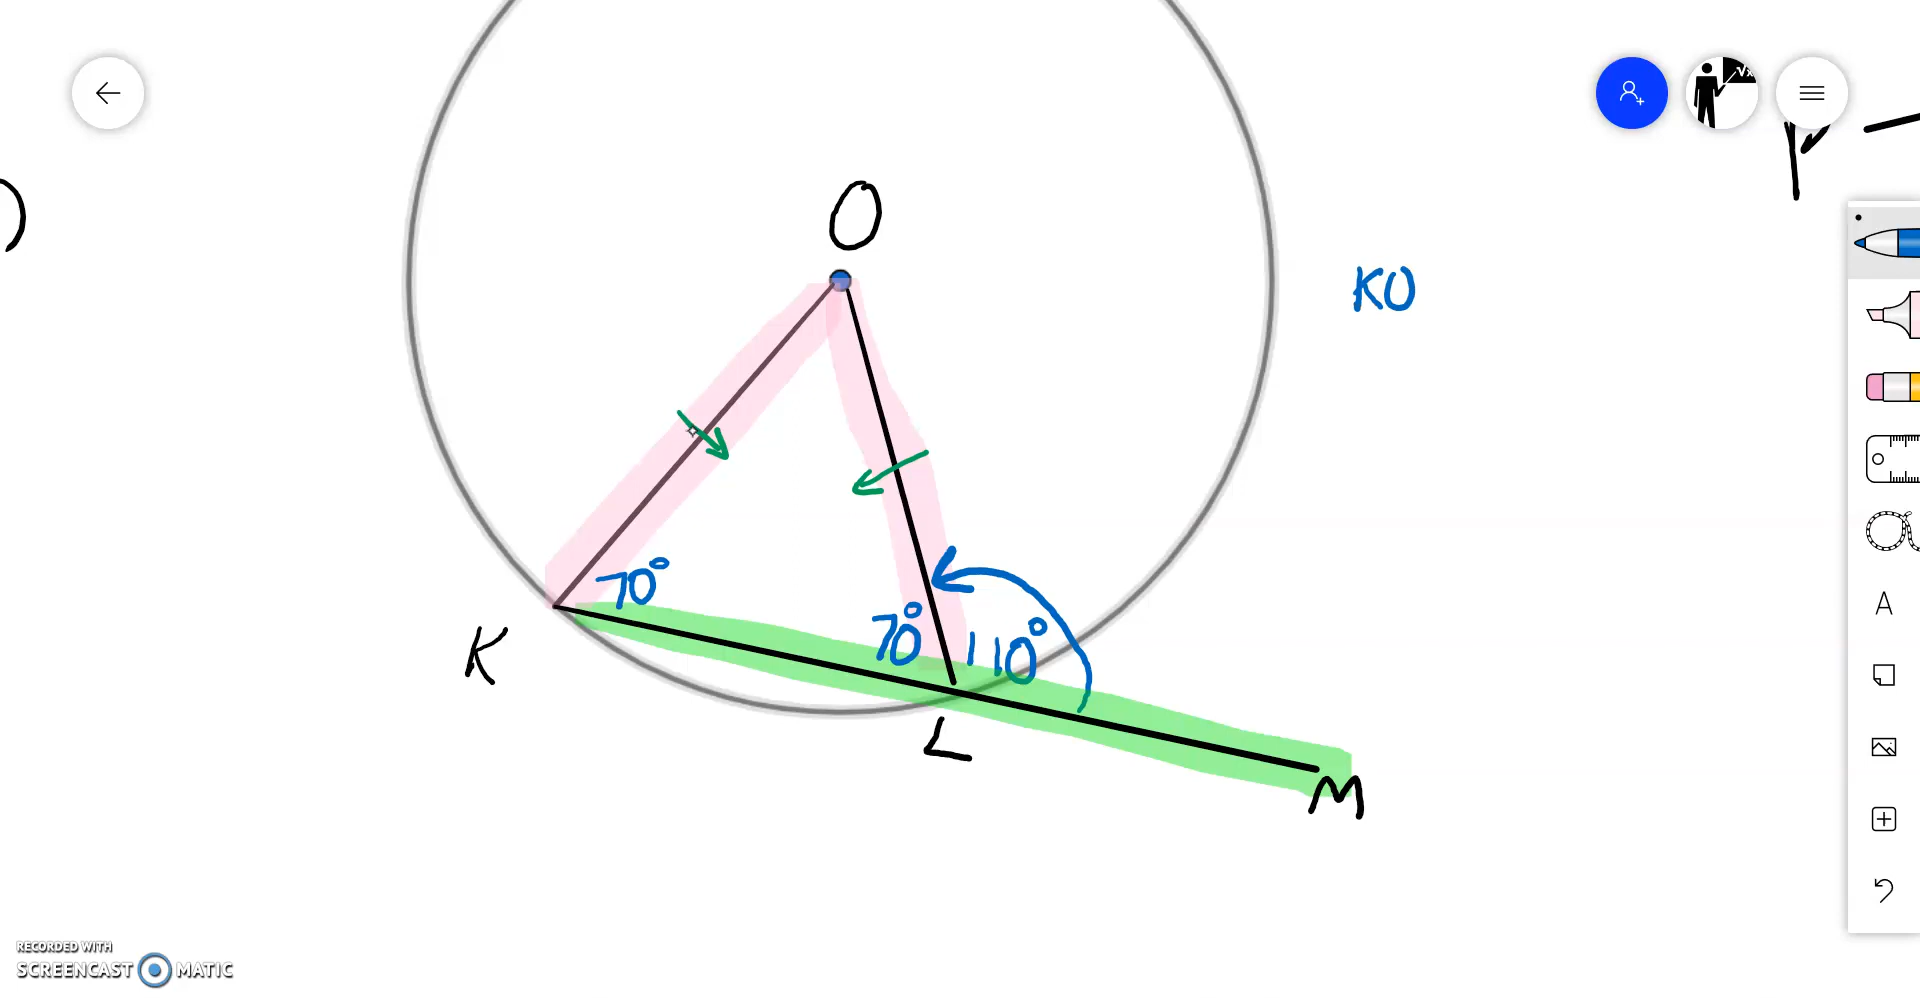 O
KO
70°
70°
110°
K
L
M
A
RECORDED WITH
SCREENCAST MATIC